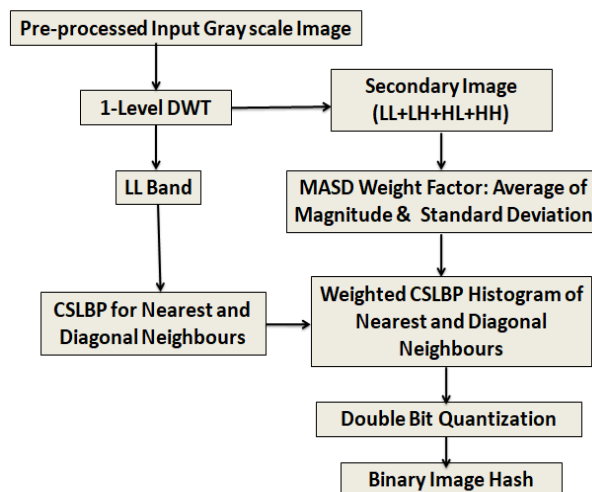 Pre-processed Input Gray scale Image
1-Level DWT
Secondary Image
(LL+LH+HL+HH)
LL Band
MASD Weight Factor: Average of
Magnitude & Standard Deviation
CSLBP for Nearest and
Diagonal Neighbours
Weighted CSLBP Histogram of
Nearest and Diagonal
Neighbours
Double Bit Quantization
Binary Image Hash